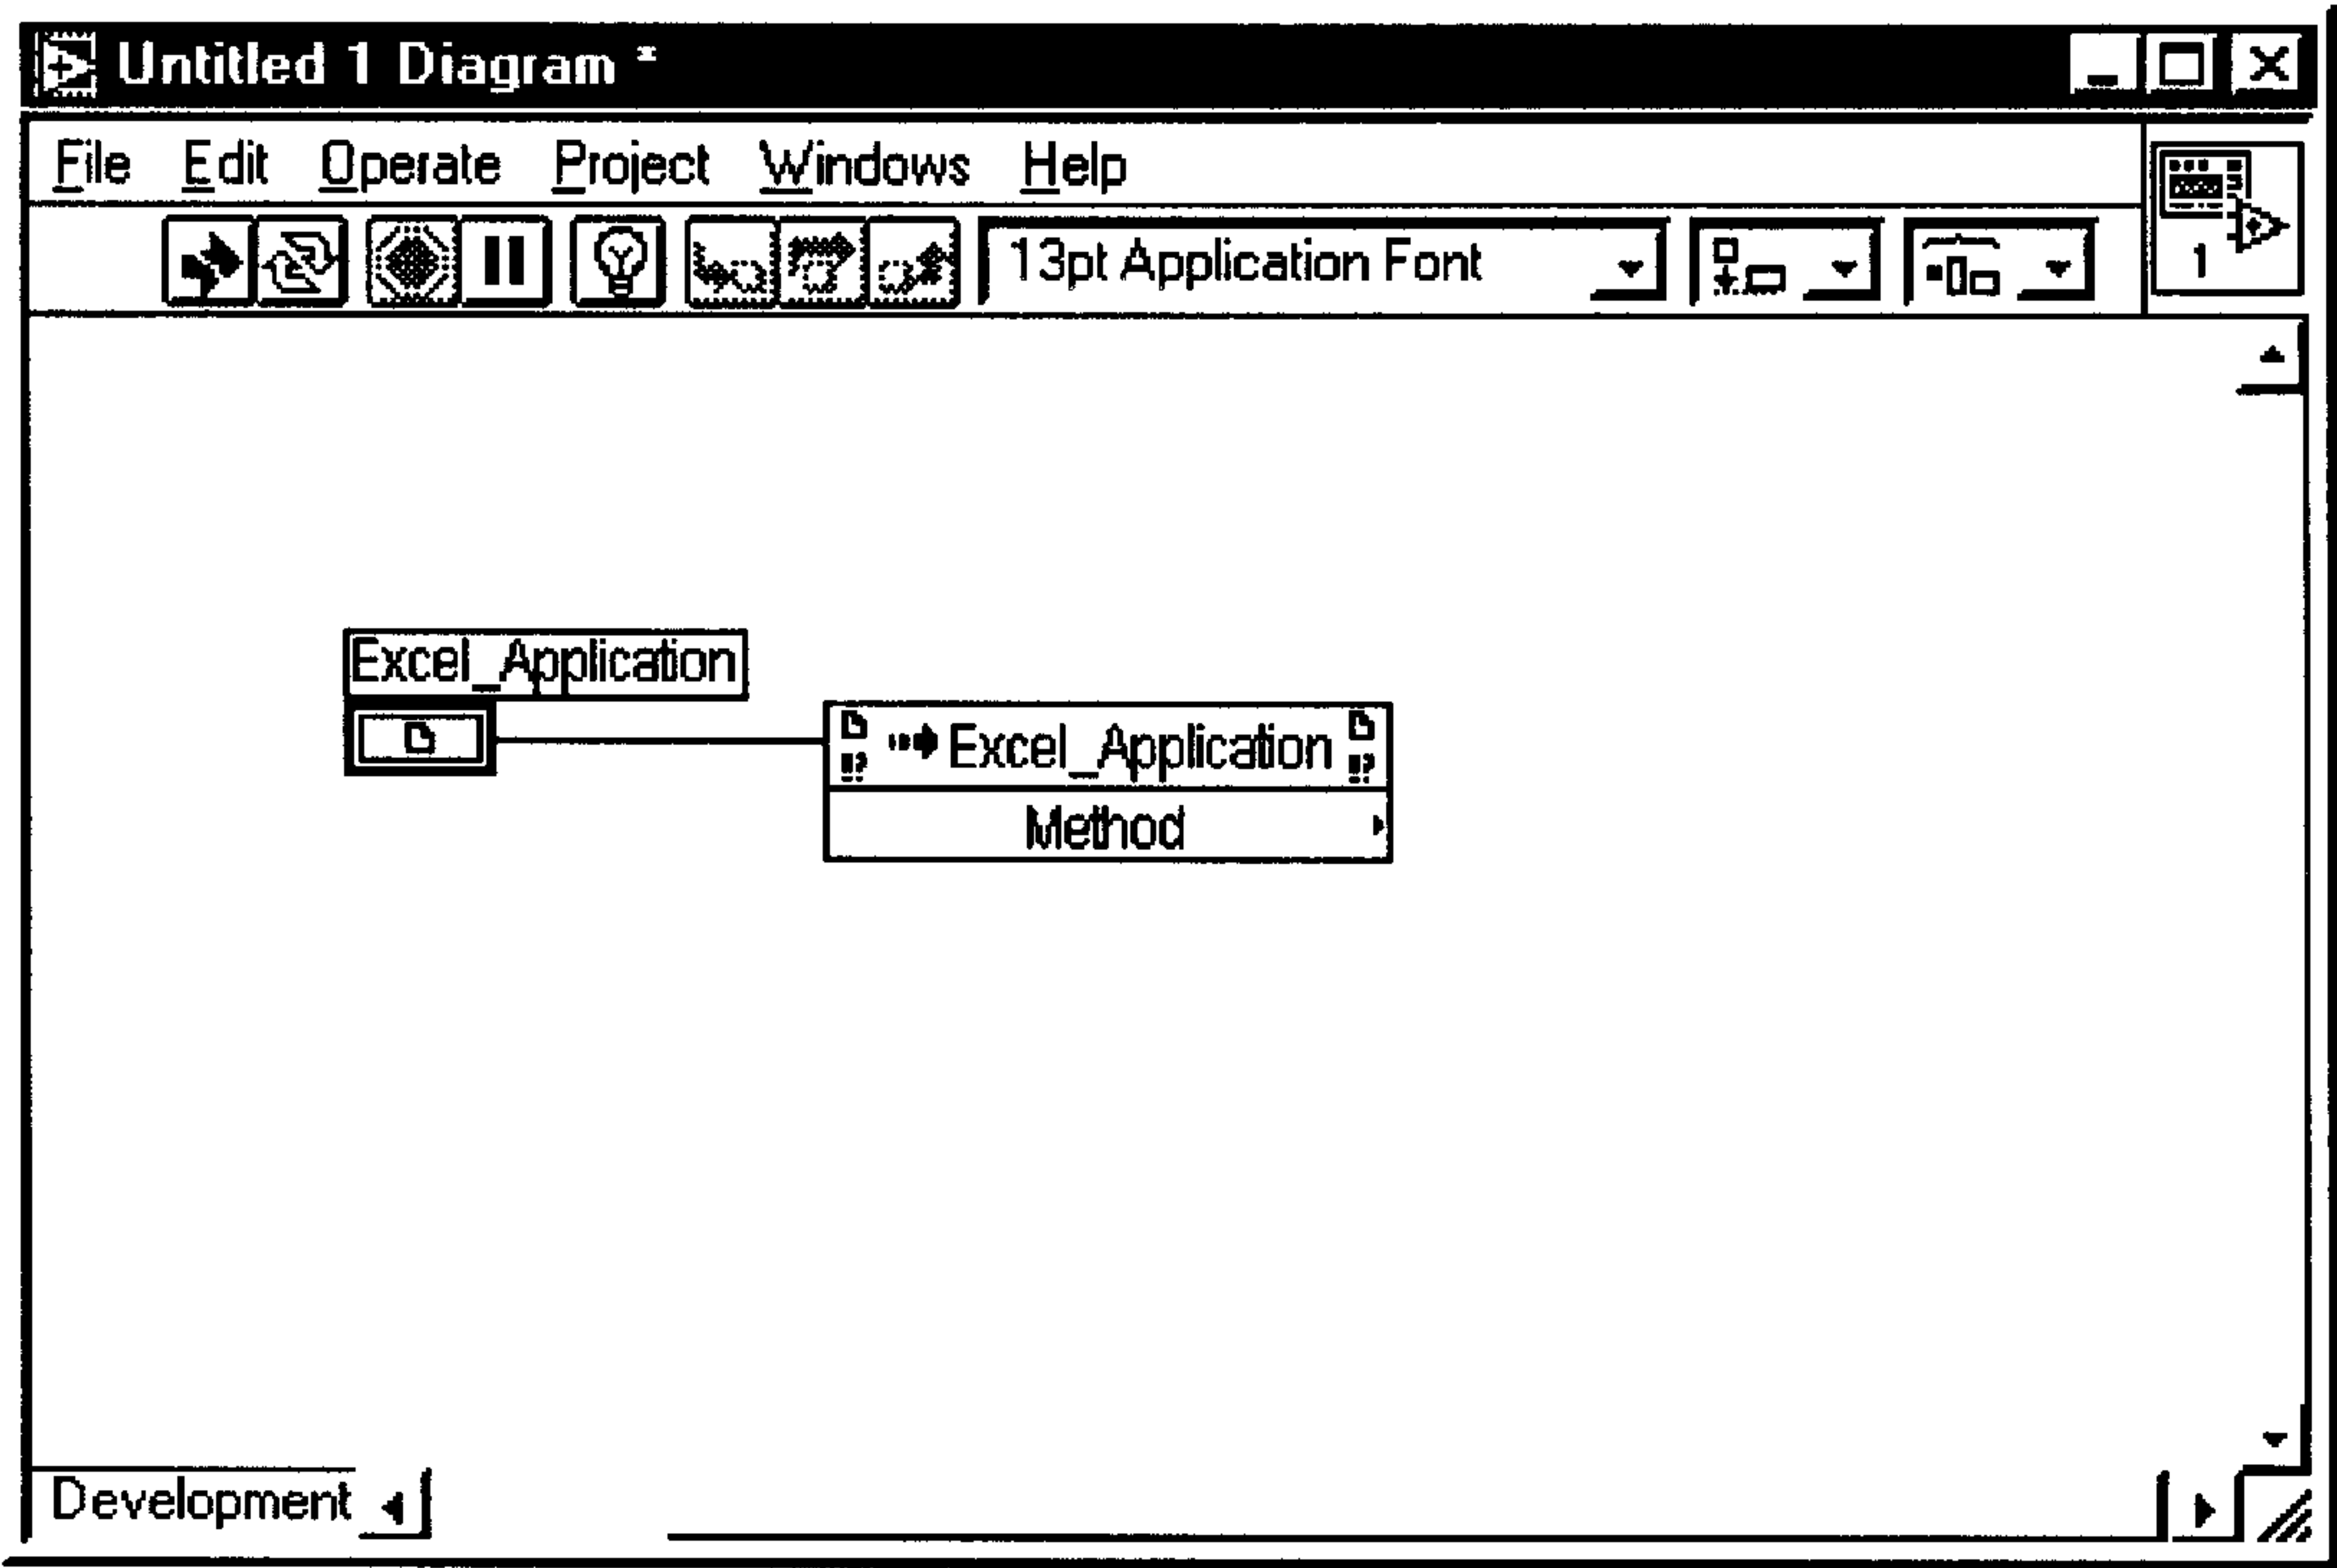 Untitled 1 Diagram *
File Edit Operate Project Windows Help
13pt Application Font
1
Excel_Application
Excel_Application
Method
Development